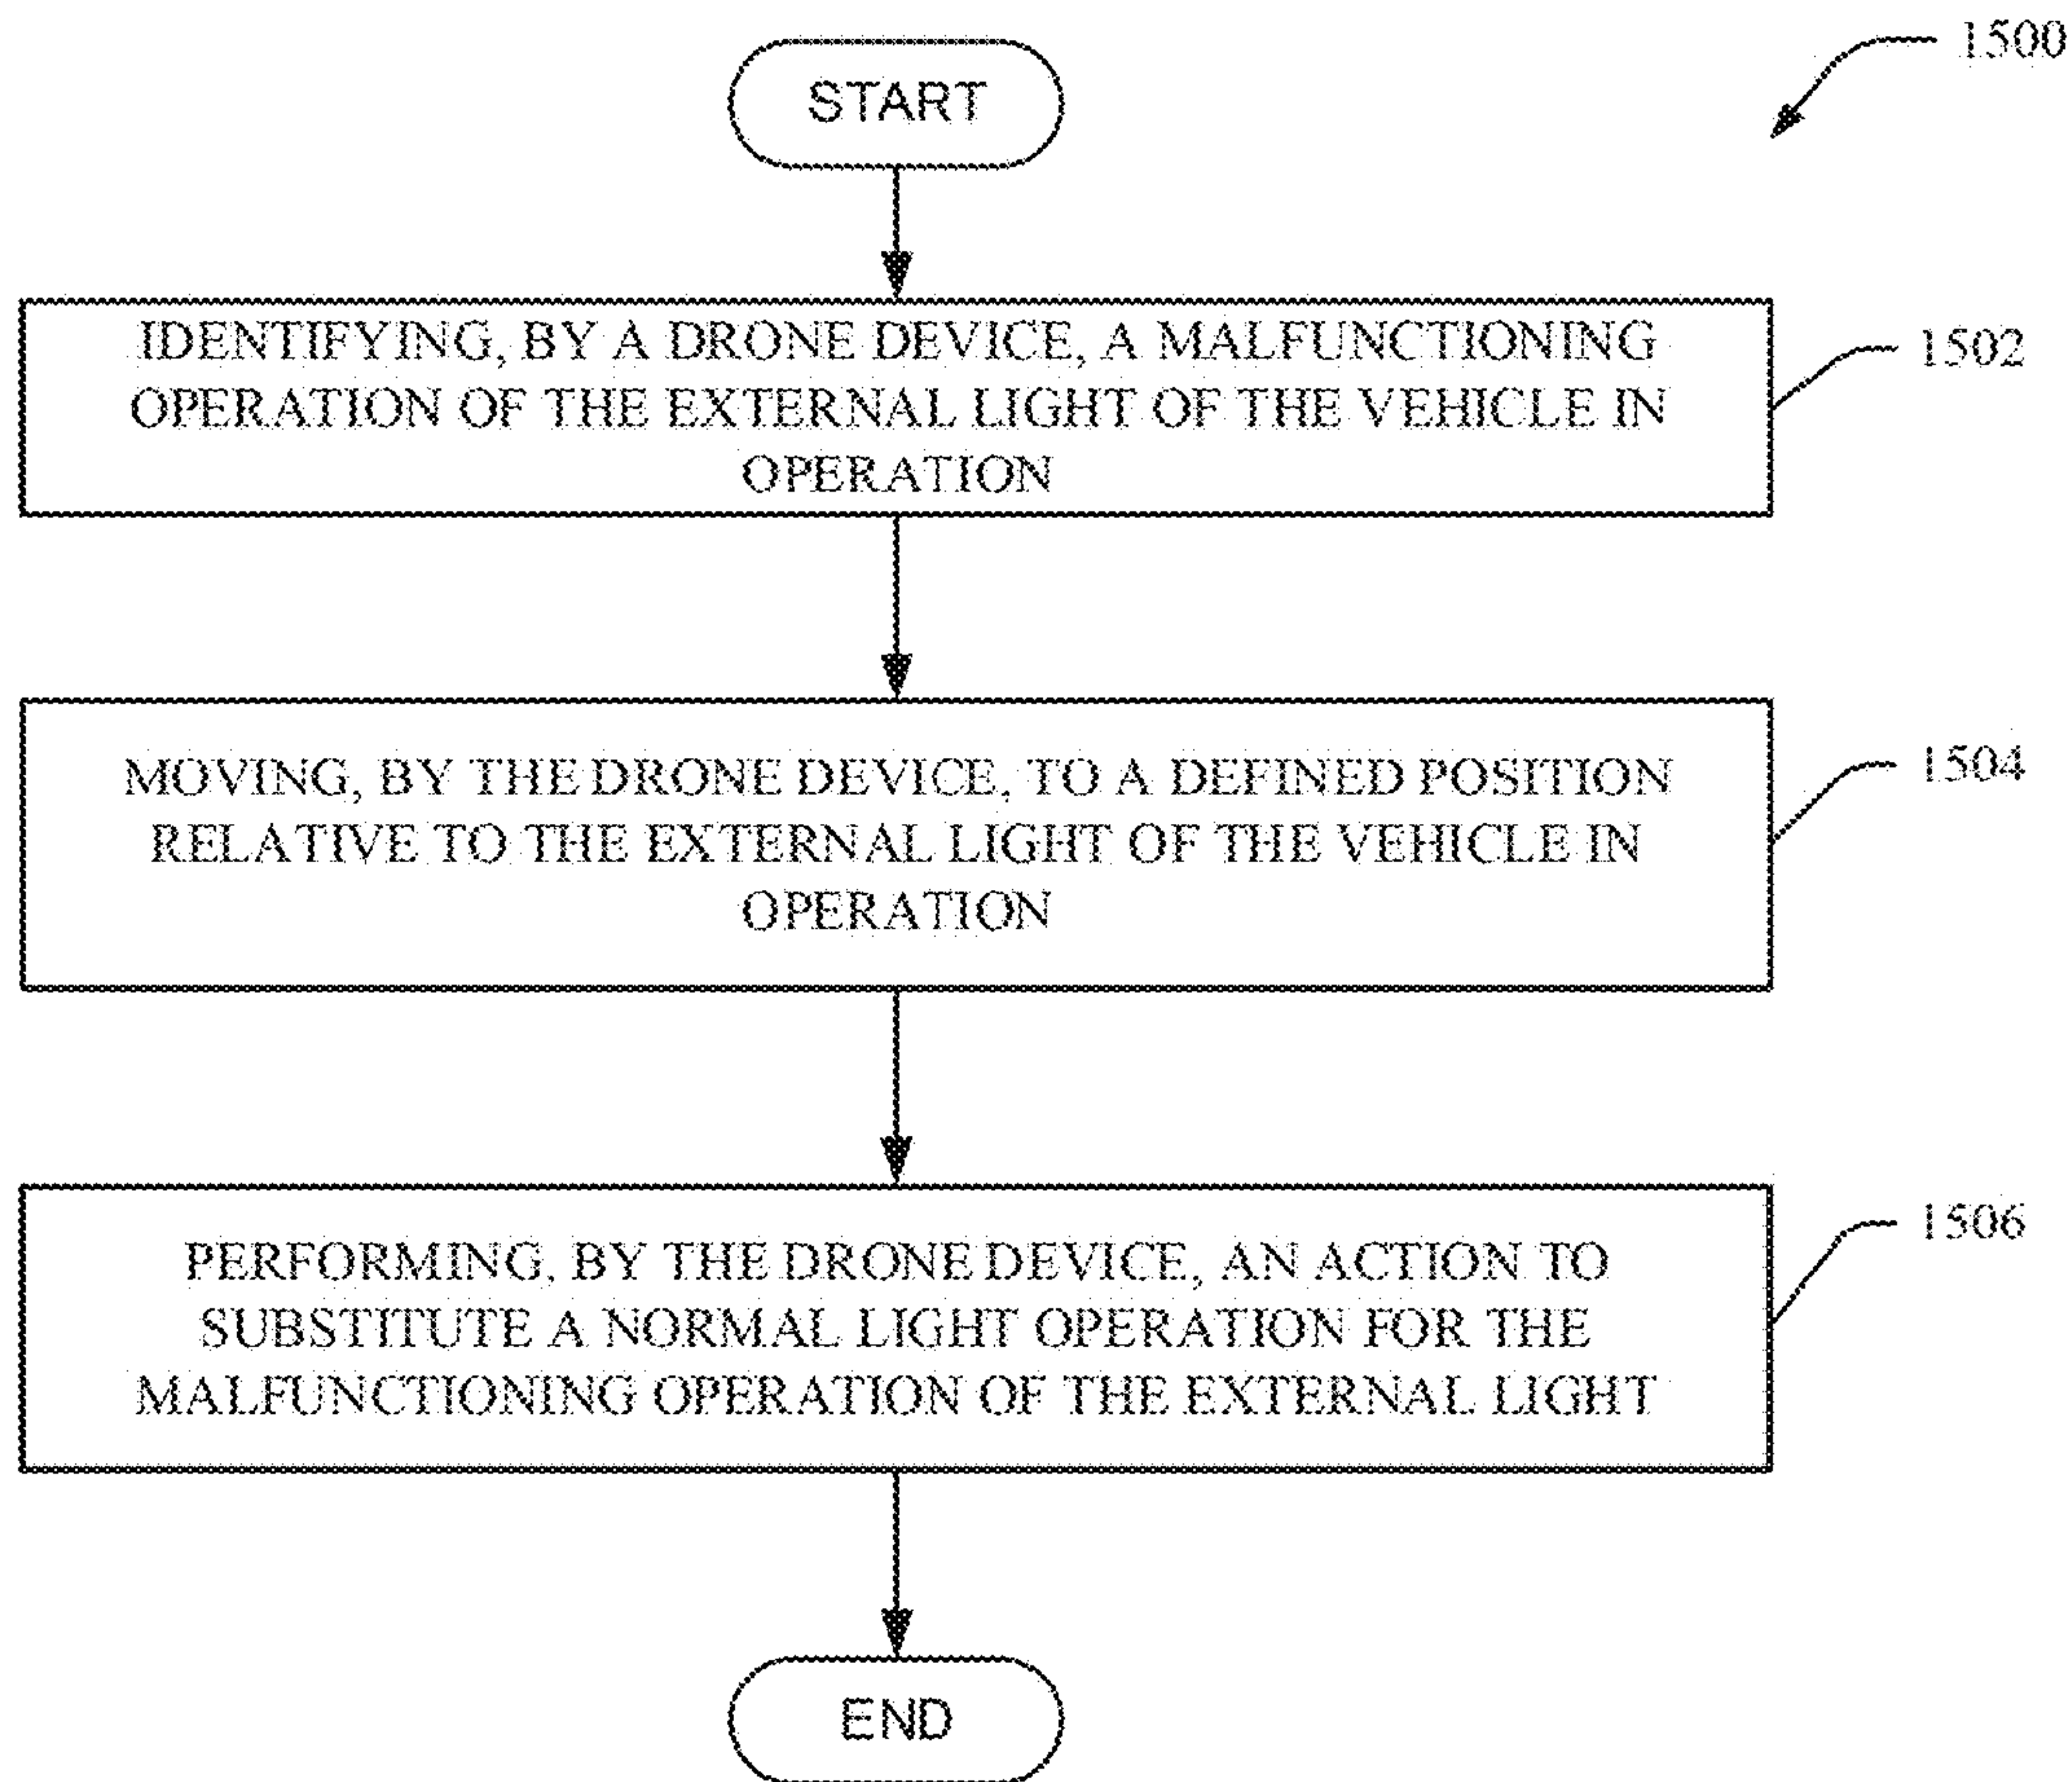 1500
START
IDENTIFYING, BY A DRONE DEVICE, A MALFUNCTIONING
OPERATION OF THE EXTERNAL LIGHT OF THE VEHICLE IN
OPERATION
1502
MOVING, BY THE DRONE DEVICE, TO A DEFINED POSITION
RELATIVE TO THE EXTERNAL LIGHT OF THE VEHICLE IN
OPERATION
1504
PERFORMING, BY THE DRONE DEVICE, AN ACTION TO
SUBSTITUTE A NORMAL LIGHT OPERATION FOR THE
MALFUNCTIONING OPERATION OF THE EXTERNAL LIGHT
1506
END